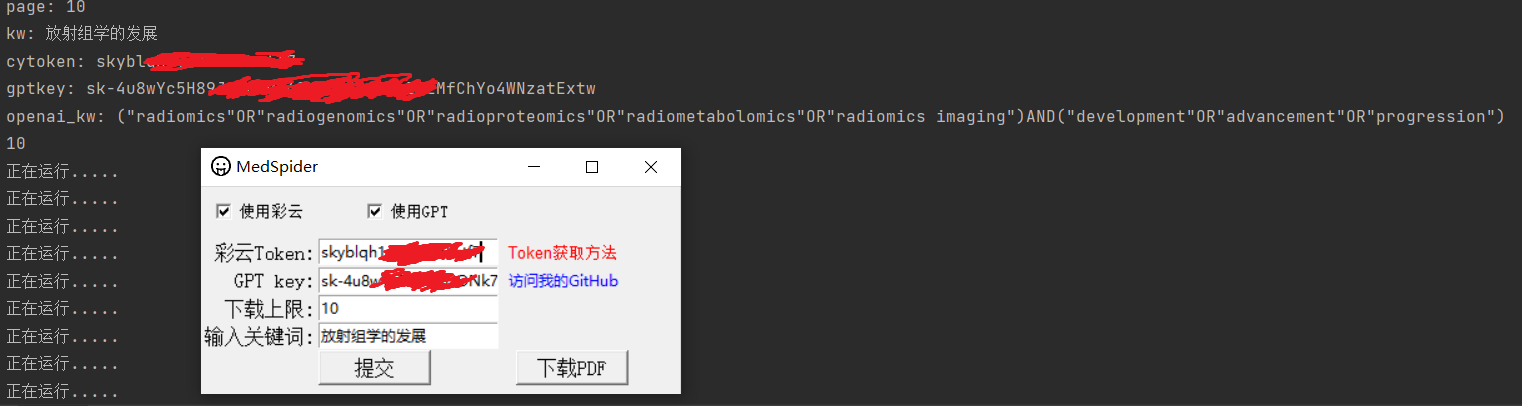 page: 10
kw: 放射组学的发展
cytoken: skyblq
gptkey: sk-4u8wYc5H89 MfChYo4WNzatExtw
openai_kw: ("radiomics"OR"radiogenomics"OR"radioproteomics"OR"radiometabolomics"OR"radiomics imaging")AND("development"OR"advancement"OR"progression")
10
正在运行.....
正在运行.....
正在运行.....
正在运行.....
正在运行.....
正在运行.....
正在运行.....
正在运行.....
正在运行.....
MedSpider
使用彩云 使用GPT
彩云Token: skyblqh1 Token获取方法
GPT key: sk-4u8w Nk7 访问我的GitHub
下载上限: 10
输入关键词: 放射组学的发展
提交 下载PDF